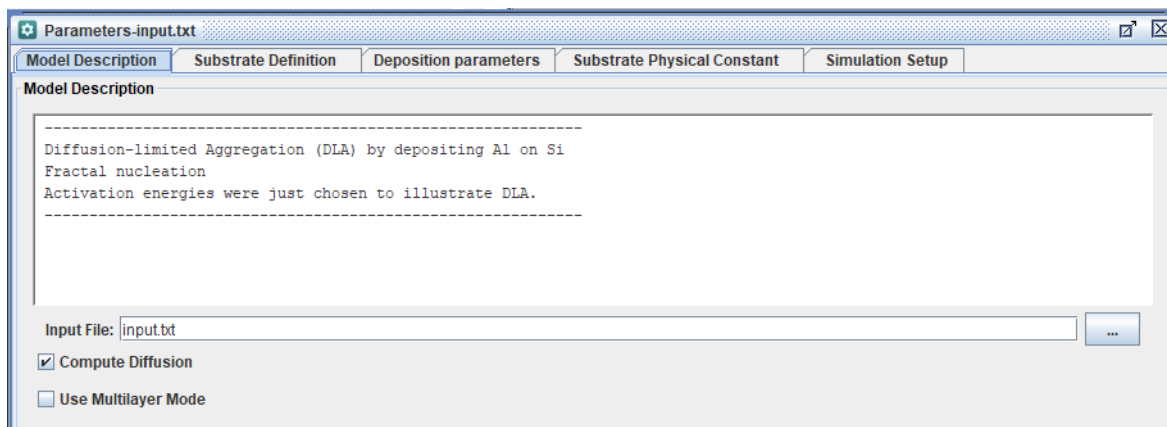 Parameters-input.txt
Model Description Substrate Definition Deposition parameters Substrate Physical Constant Simulation Setup
Model Description
------------------------------------------------------------
Diffusion-limited Aggregation (DLA) by depositing Al on Si
Fractal nucleation
Activation energies were just chosen to illustrate DLA.
------------------------------------------------------------
Input File: input.txt ...
Compute Diffusion
Use Multilayer Mode